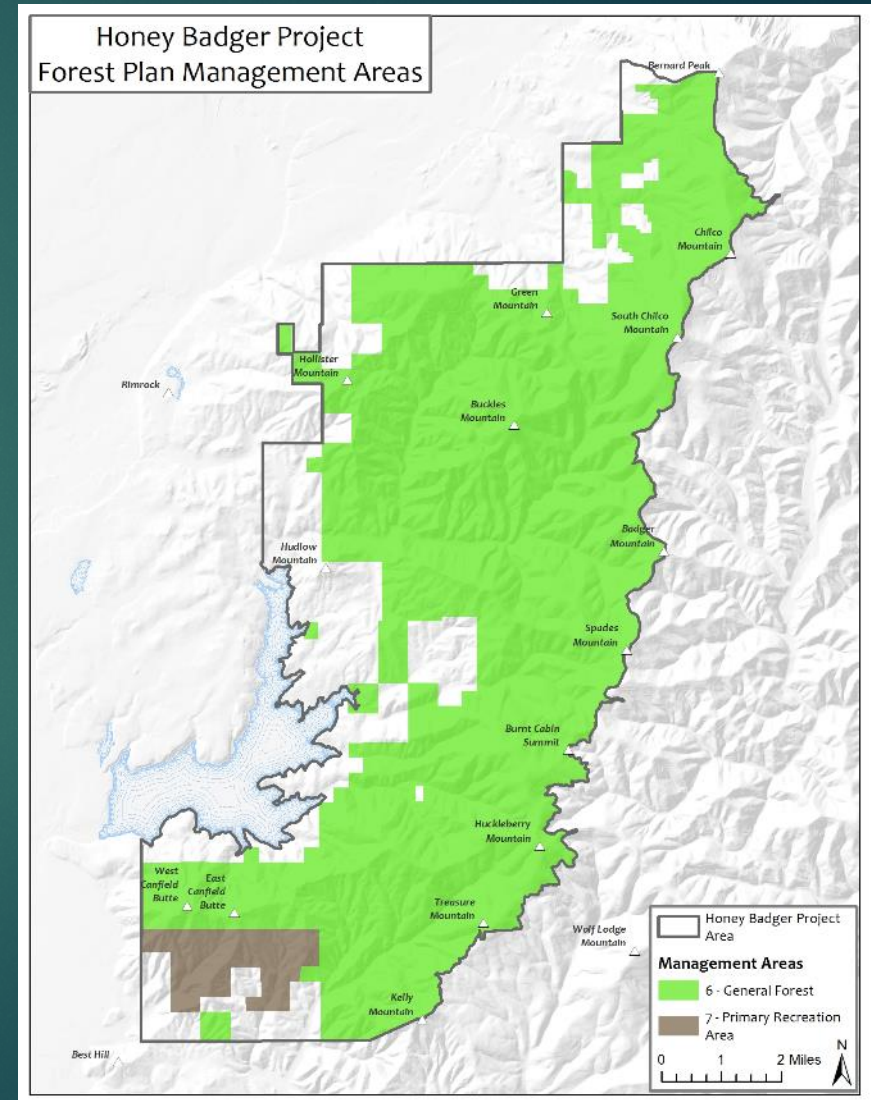 Honey Badger Project
Forest Plan Management Areas
Bernard Peak
Chilco
Mountain
Green
Mountain
South Chilco
Mountain
Hollister
Mountain
Rimrock
Buckles
Mountain
Badger
Mountain
Hudlow
Mountain
Spades
Mountain
Burnt Cabin
Summit
Huckleberry
Mountain
West
Canfield
Butte
East
Canfield
Butte
Treasure
Mountain
Wolf Lodge
Mountain
Kelly
Mountain
Best Hill
Honey Badger Project
Area
Management Areas
6 - General Forest
7 - Primary Recreation
Area
0 1 2 Miles
N